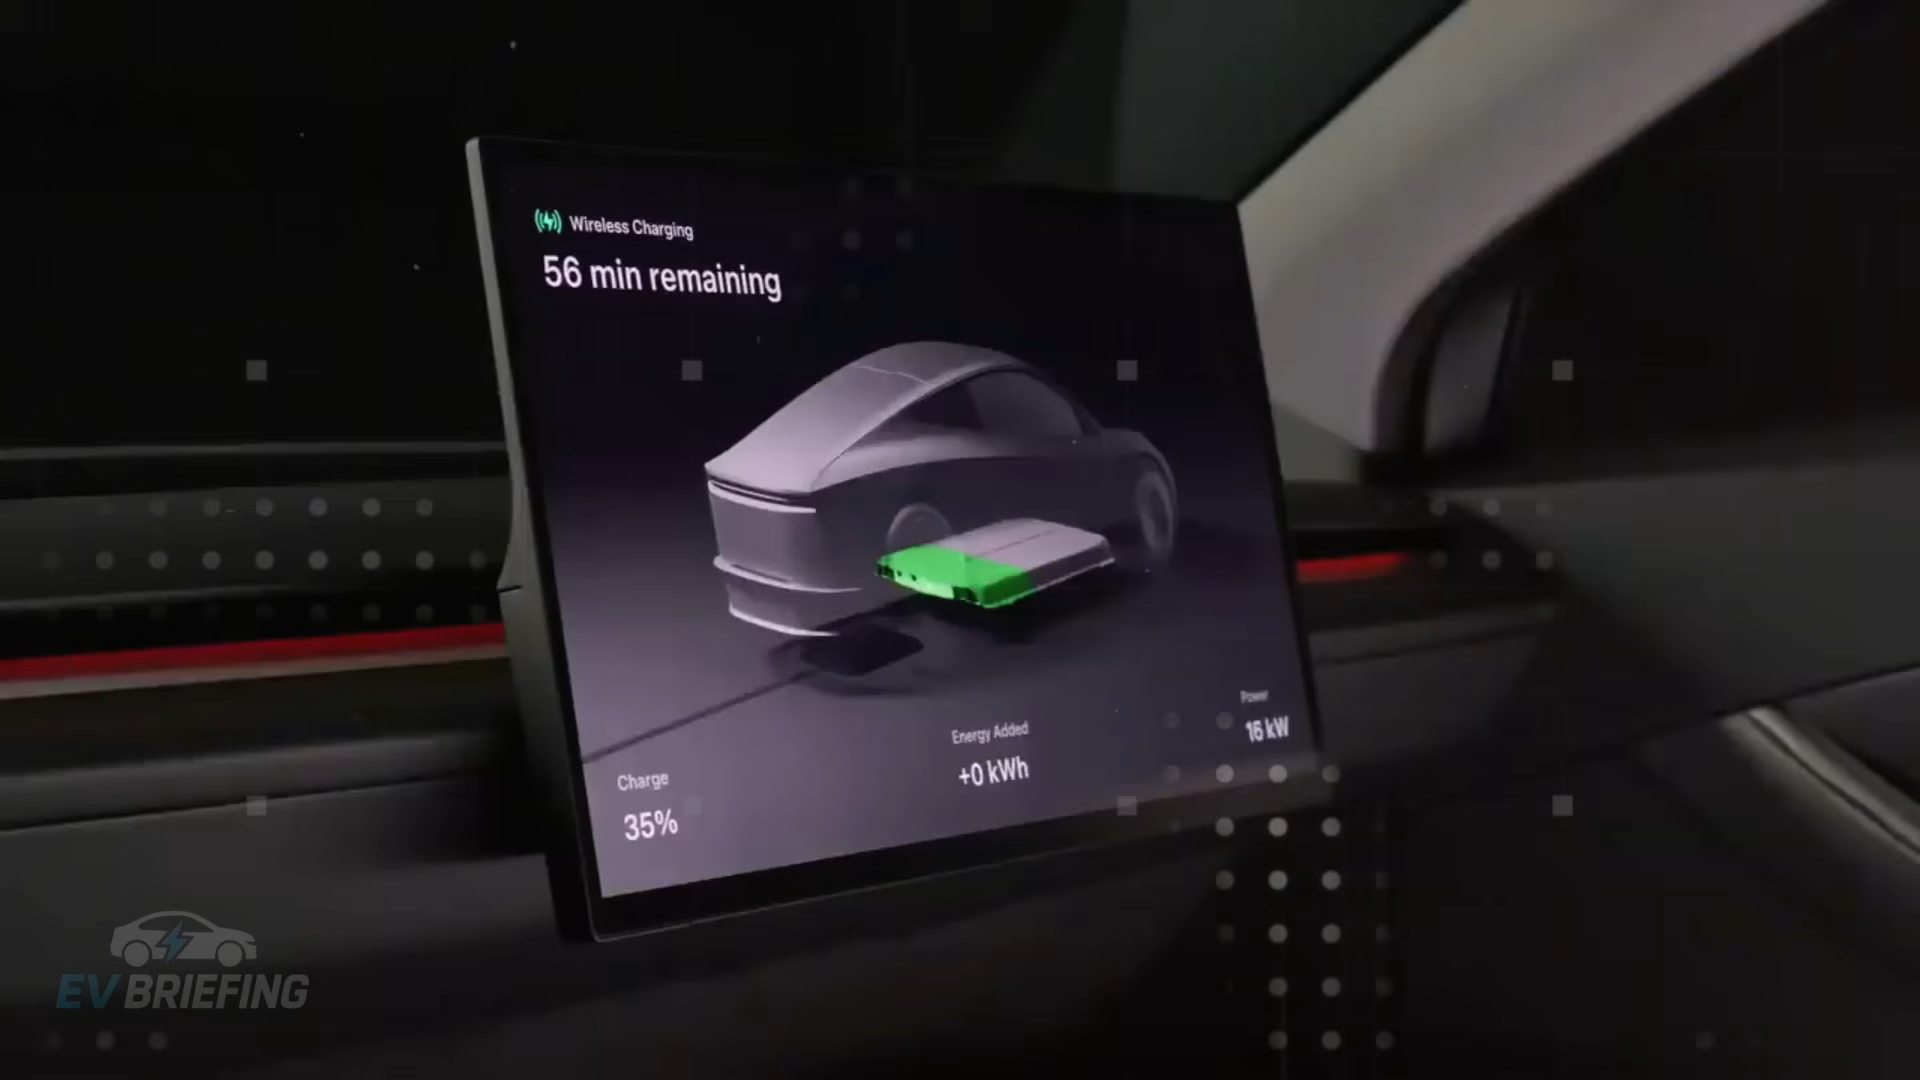 Wireless Charging
56 min remaining
Power
16 kW
Energy Added
+0 kWh
Charge
35%
EV BRIEFING